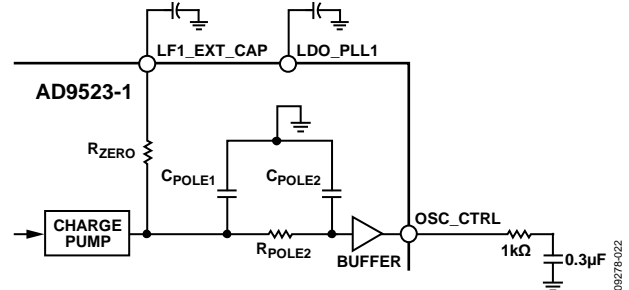 LF1_EXT_CAP
LDO_PLL1
AD9523-1
RZERO
CPOLE1
CPOLE2
CHARGE
PUMP
RPOLE2
BUFFER
OSC_CTRL
1kΩ
0.3µF
09278-022